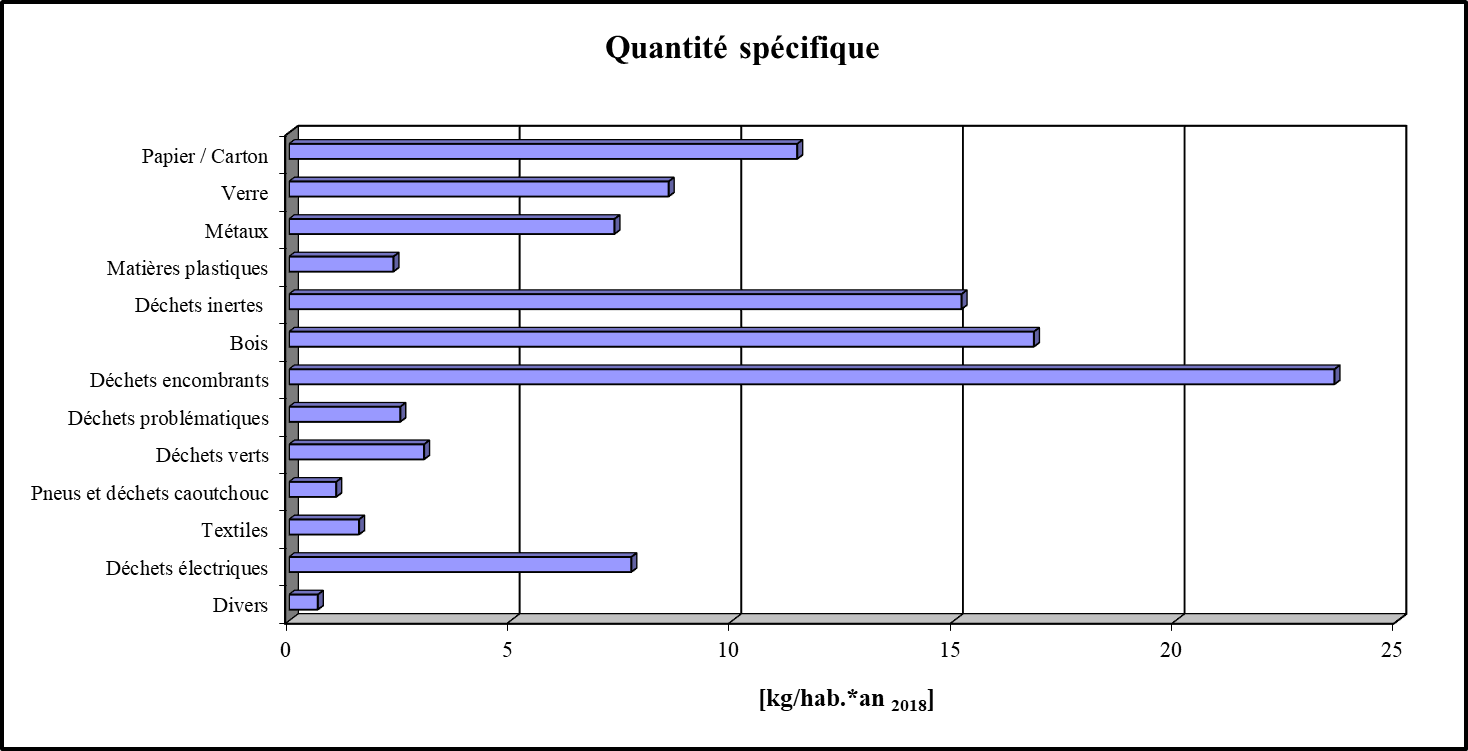 Quantité spécifique
Papier / Carton
Verre
Métaux
Matières plastiques
Déchets inertes
Bois
Déchets encombrants
Déchets problématiques
Déchets verts
Pneus et déchets caoutchouc
Textiles
Déchets électriques
Divers
0 5 10 15 20 25
[kg/hab.*an 2018]